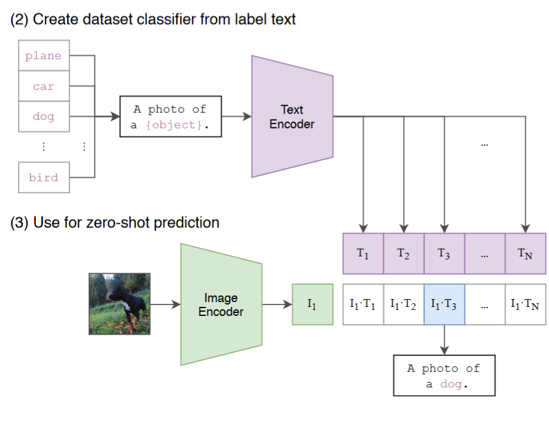 (2) Create dataset classifier from label text
plane
car
dog
⋮ ⋮
bird
A photo of
a {object}.
Text
Encoder
...
(3) Use for zero-shot prediction
Image
Encoder
I₁
T₁ T₂ T₃ ... T_N
I₁·T₁ I₁·T₂ I₁·T₃ ... I₁·T_N
A photo of
a dog.